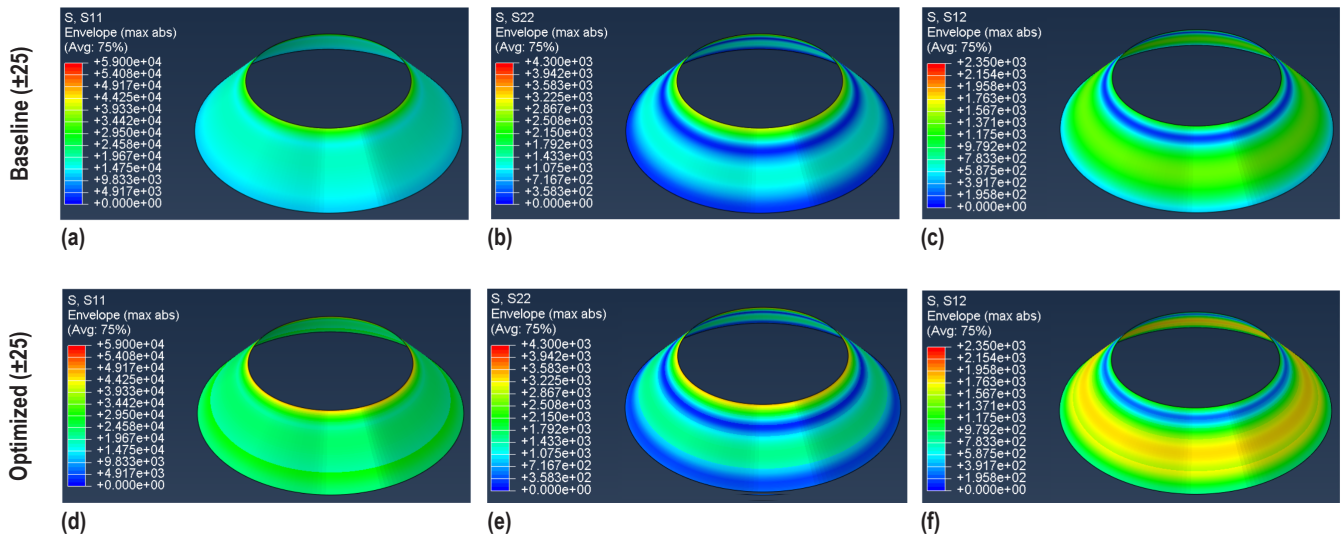 Baseline (±25)
S, S11
Envelope (max abs)
(Avg: 75%)
+5.900e+04
+5.408e+04
+4.917e+04
+4.425e+04
+3.933e+04
+3.442e+04
+2.950e+04
+2.458e+04
+1.967e+04
+1.475e+04
+9.833e+03
+4.917e+03
+0.000e+00
(a)
S, S22
Envelope (max abs)
(Avg: 75%)
+4.300e+03
+3.942e+03
+3.583e+03
+3.225e+03
+2.867e+03
+2.508e+03
+2.150e+03
+1.792e+03
+1.433e+03
+1.075e+03
+7.167e+02
+3.583e+02
+0.000e+00
(b)
S, S12
Envelope (max abs)
(Avg: 75%)
+2.350e+03
+2.154e+03
+1.958e+03
+1.763e+03
+1.567e+03
+1.371e+03
+1.175e+03
+9.792e+02
+7.833e+02
+5.875e+02
+3.917e+02
+1.958e+02
+0.000e+00
(c)
Optimized (±25)
S, S11
Envelope (max abs)
(Avg: 75%)
+5.900e+04
+5.408e+04
+4.917e+04
+4.425e+04
+3.933e+04
+3.442e+04
+2.950e+04
+2.458e+04
+1.967e+04
+1.475e+04
+9.833e+03
+4.917e+03
+0.000e+00
(d)
S, S22
Envelope (max abs)
(Avg: 75%)
+4.300e+03
+3.942e+03
+3.583e+03
+3.225e+03
+2.867e+03
+2.508e+03
+2.150e+03
+1.792e+03
+1.433e+03
+1.075e+03
+7.167e+02
+3.583e+02
+0.000e+00
(e)
S, S12
Envelope (max abs)
(Avg: 75%)
+2.350e+03
+2.154e+03
+1.958e+03
+1.763e+03
+1.567e+03
+1.371e+03
+1.175e+03
+9.792e+02
+7.833e+02
+5.875e+02
+3.917e+02
+1.958e+02
+0.000e+00
(f)